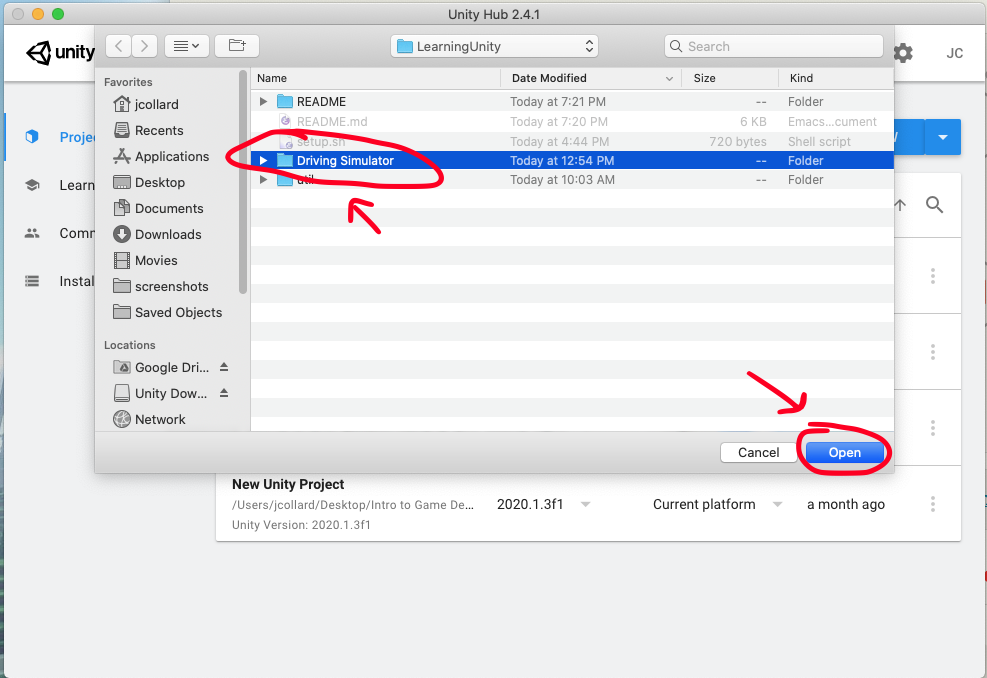 Unity Hub 2.4.1
unity
LearningUnity
Search
JC
Favorites
jcollard
Recents
Applications
Desktop
Documents
Downloads
Movies
screenshots
Saved Objects
Locations
Google Dri...
Unity Dow...
Network
Name Date Modified Size Kind
README Today at 7:21 PM -- Folder
README.md Today at 7:20 PM 6 KB Emacs...cument
setup.sh Today at 4:44 PM 720 bytes Shell script
Driving Simulator Today at 12:54 PM -- Folder
Today at 10:03 AM -- Folder
Projec
Learn
Comm
Instal
Cancel Open
New Unity Project
/Users/jcollard/Desktop/Intro to Game De... 2020.1.3f1 Current platform a month ago
Unity Version: 2020.1.3f1